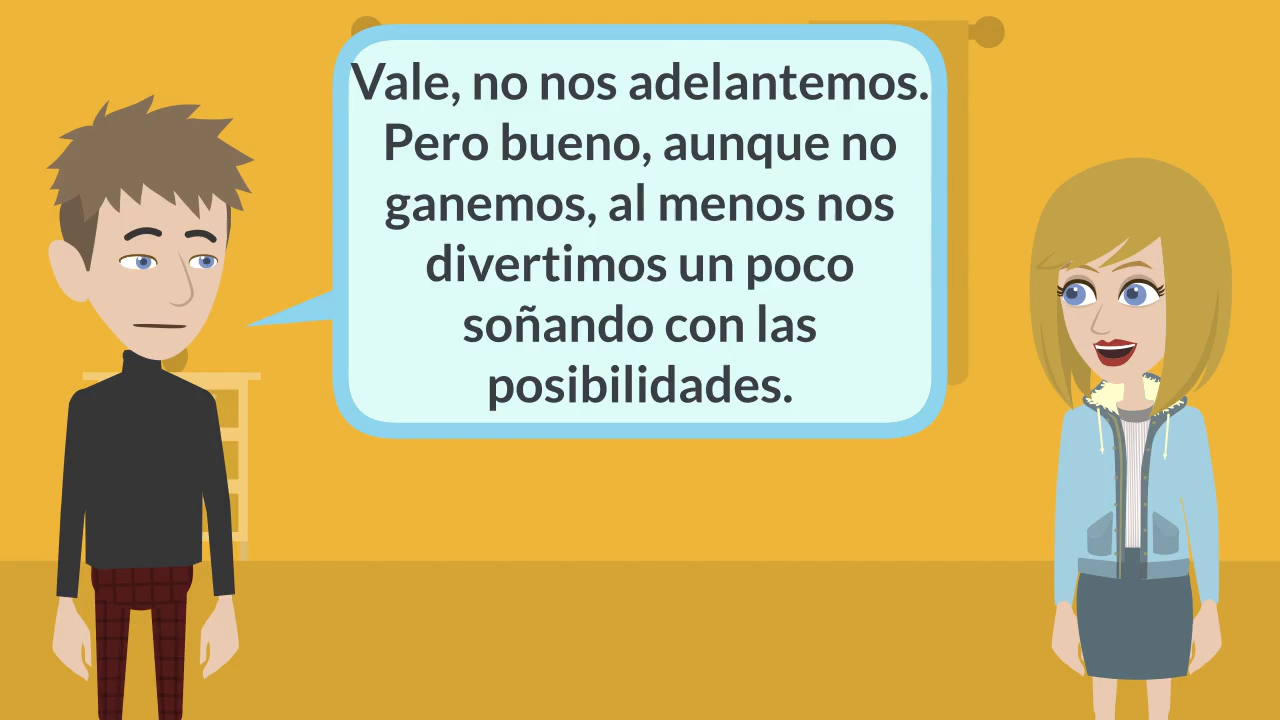 Vale, no nos adelantemos.
Pero bueno, aunque no
ganemos, al menos nos
divertimos un poco
soñando con las
posibilidades.